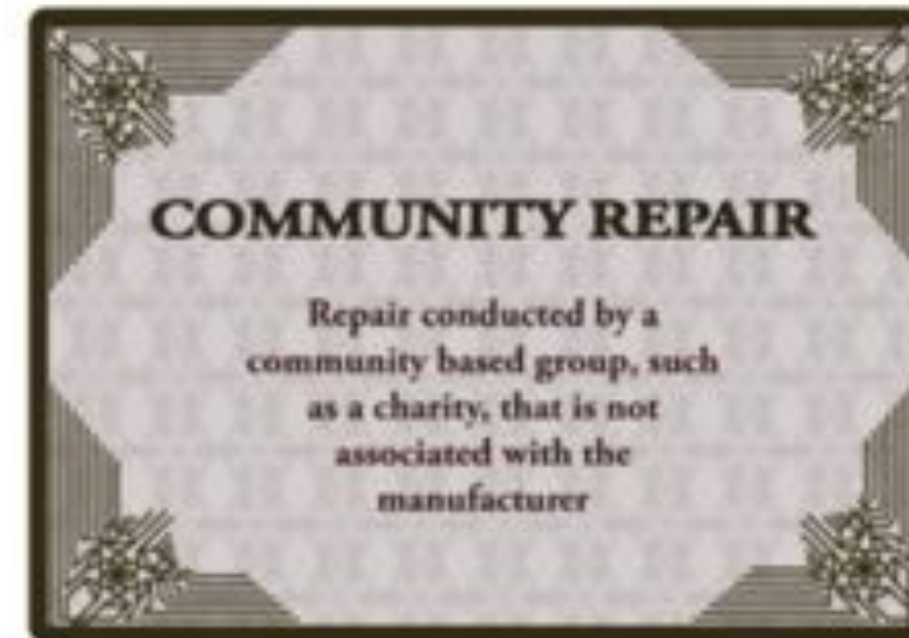 COMMUNITY REPAIR
Repair conducted by a
community based group, such
as a charity, that is not
associated with the
manufacturer